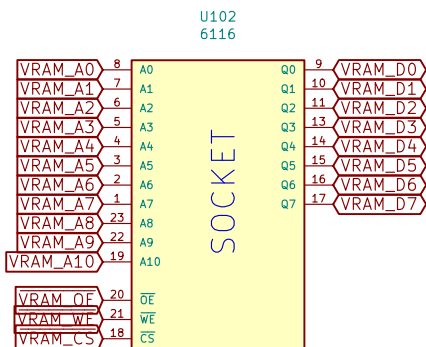 U102
6116
VRAM_A0 8 A0 Q0 9 VRAM_D0
VRAM_A1 7 A1 Q1 10 VRAM_D1
VRAM_A2 6 A2 Q2 11 VRAM_D2
VRAM_A3 5 A3 Q3 13 VRAM_D3
VRAM_A4 4 A4 Q4 14 VRAM_D4
VRAM_A5 3 A5 Q5 15 VRAM_D5
VRAM_A6 2 A6 Q6 16 VRAM_D6
VRAM_A7 1 A7 Q7 17 VRAM_D7
VRAM_A8 23 A8
VRAM_A9 22 A9
VRAM_A10 19 A10
SOCKET
VRAM_OE 20 OE
VRAM_WE 21 WE
VRAM_CS 18 CS